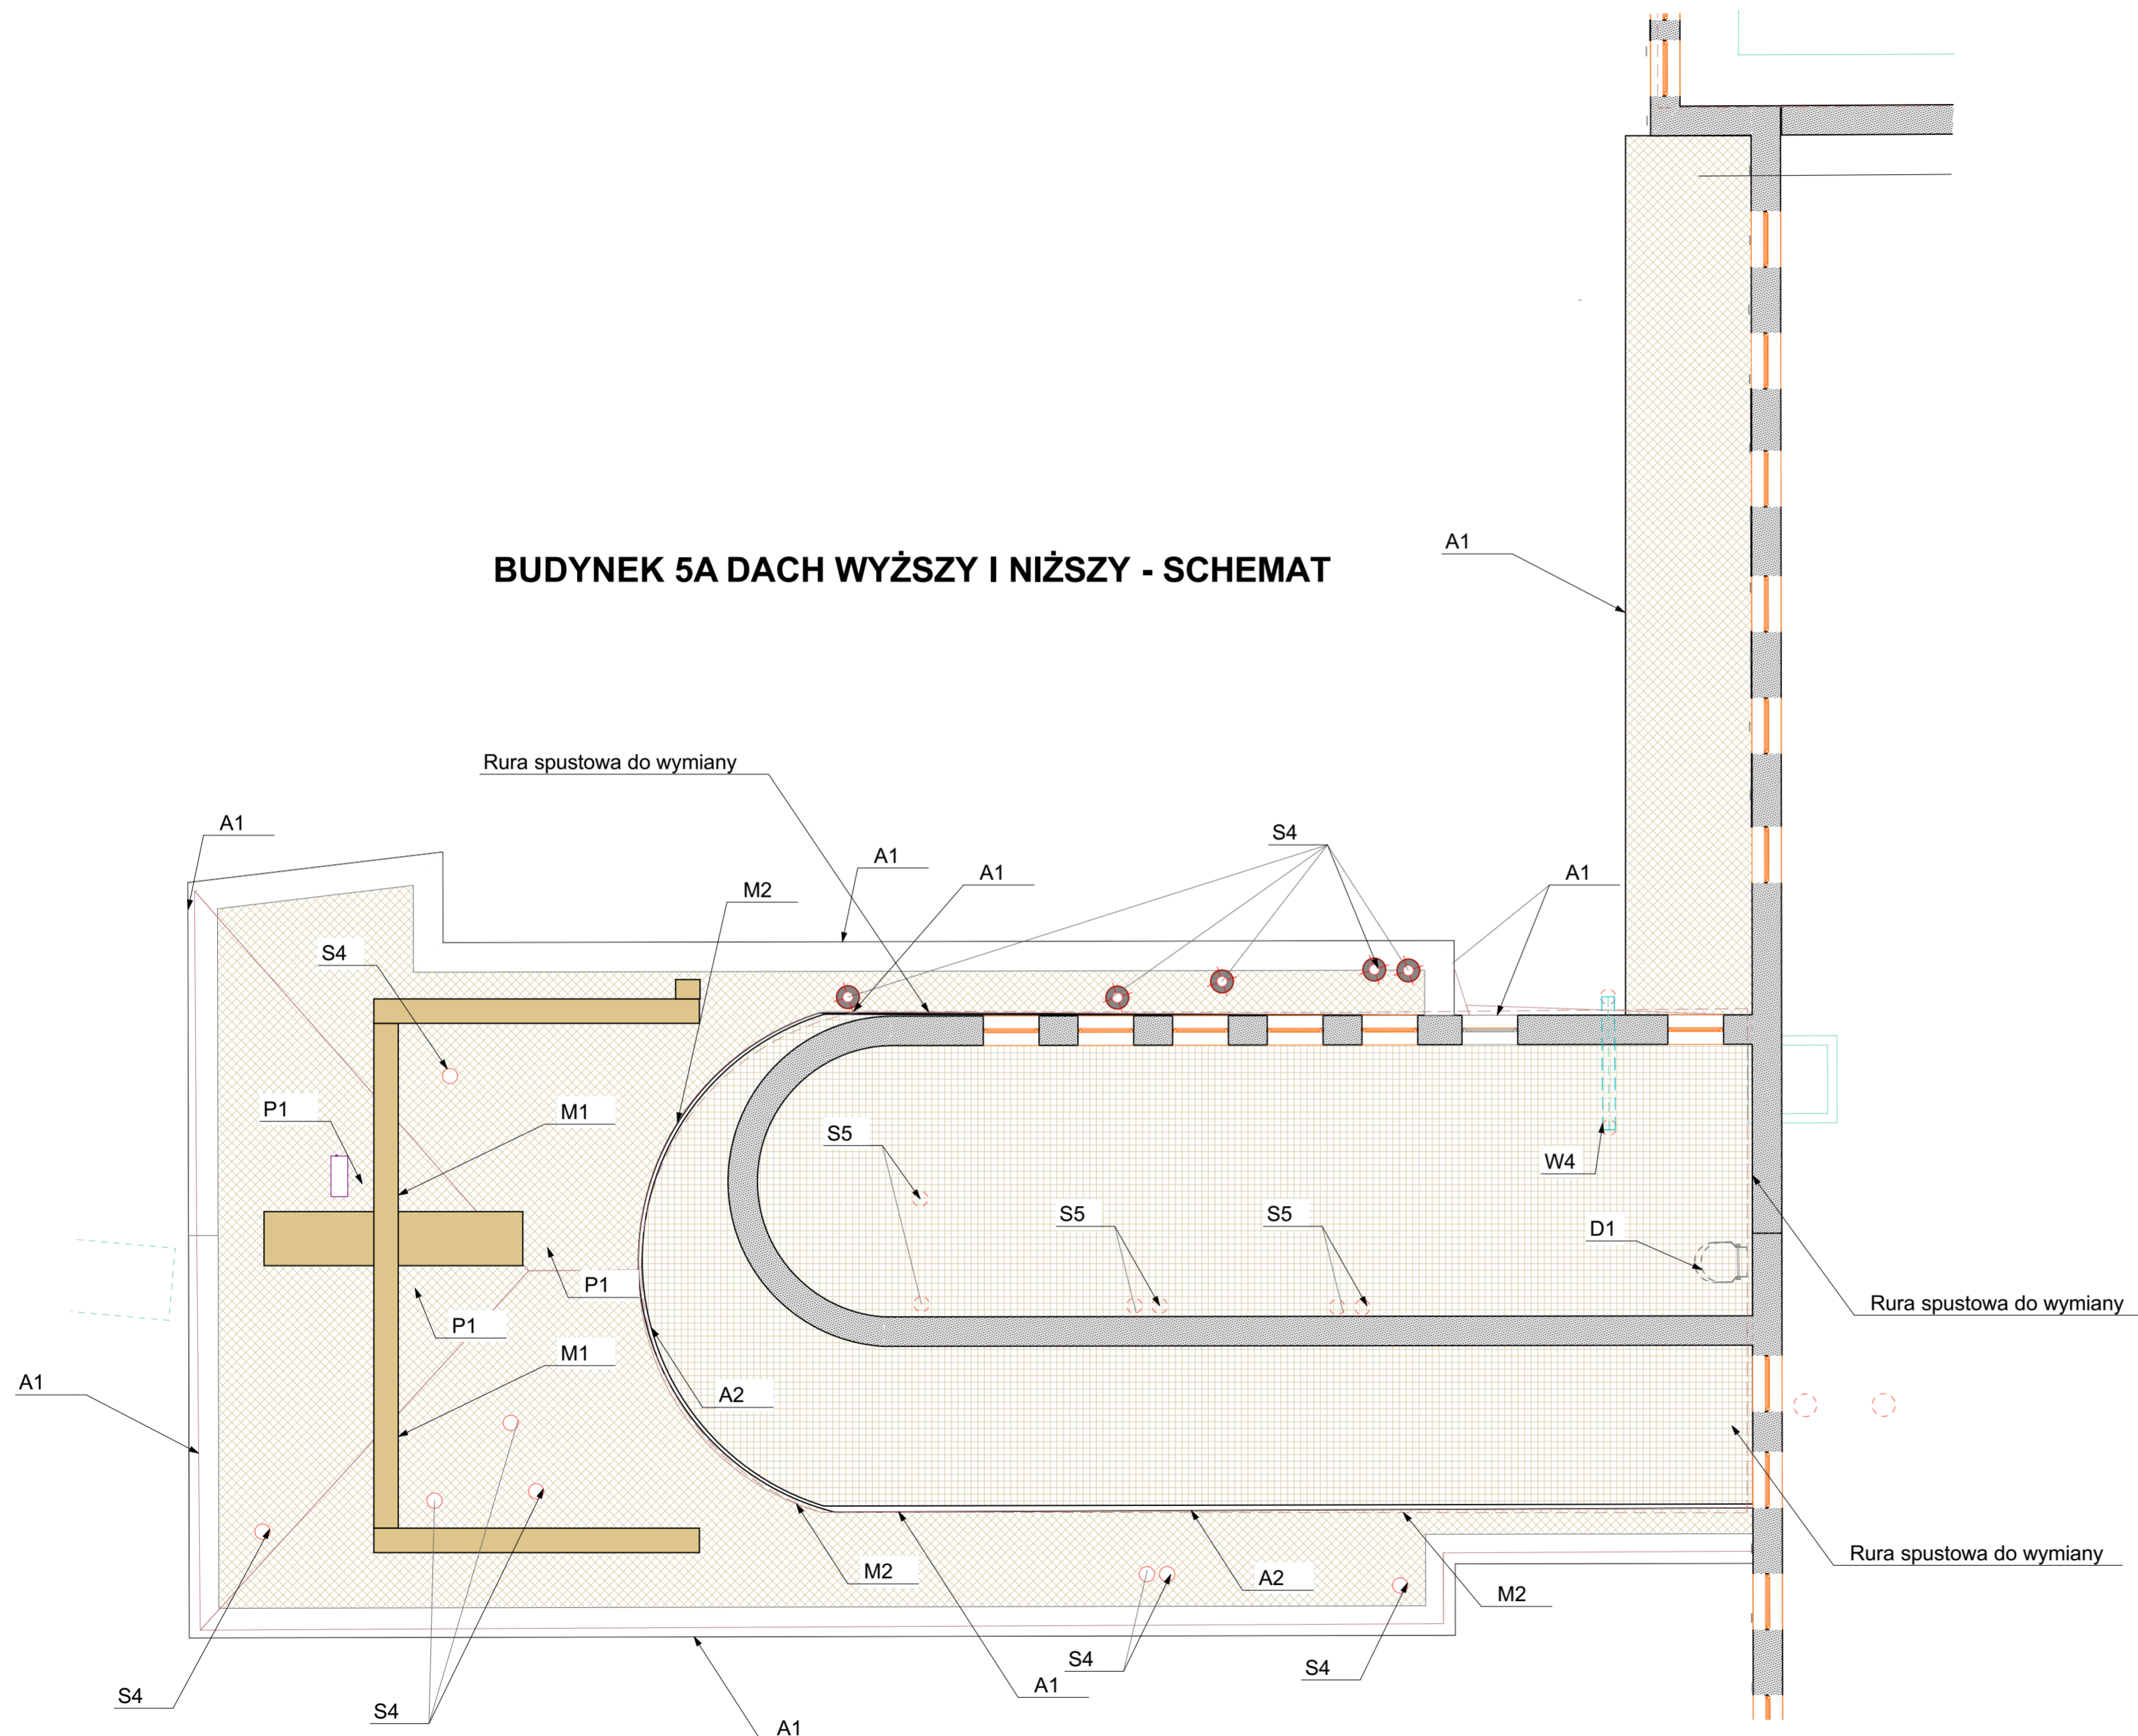 A1
BUDYNEK 5A DACH WYŻSZY I NIŻSZY - SCHEMAT
Rura spustowa do wymiany
A1
S4
A1
A1
A1
M2
S4
P1
M1
S5
W4
S5
S5
D1
P1
Rura spustowa do wymiany
P1
M1
A1
A2
Rura spustowa do wymiany
M2
A2
M2
S4
S4
A1
S4
S4
A1